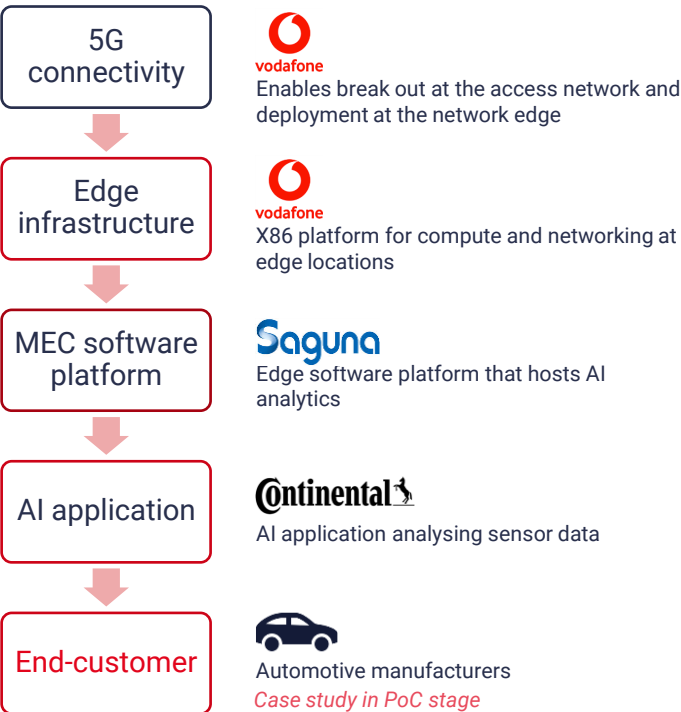 5G
connectivity
vodafone
Enables break out at the access network and
deployment at the network edge
Edge
infrastructure
vodafone
X86 platform for compute and networking at
edge locations
MEC software
platform
Saguna
Edge software platform that hosts AI
analytics
AI application
Continental
AI application analysing sensor data
End-customer
Automotive manufacturers
Case study in PoC stage